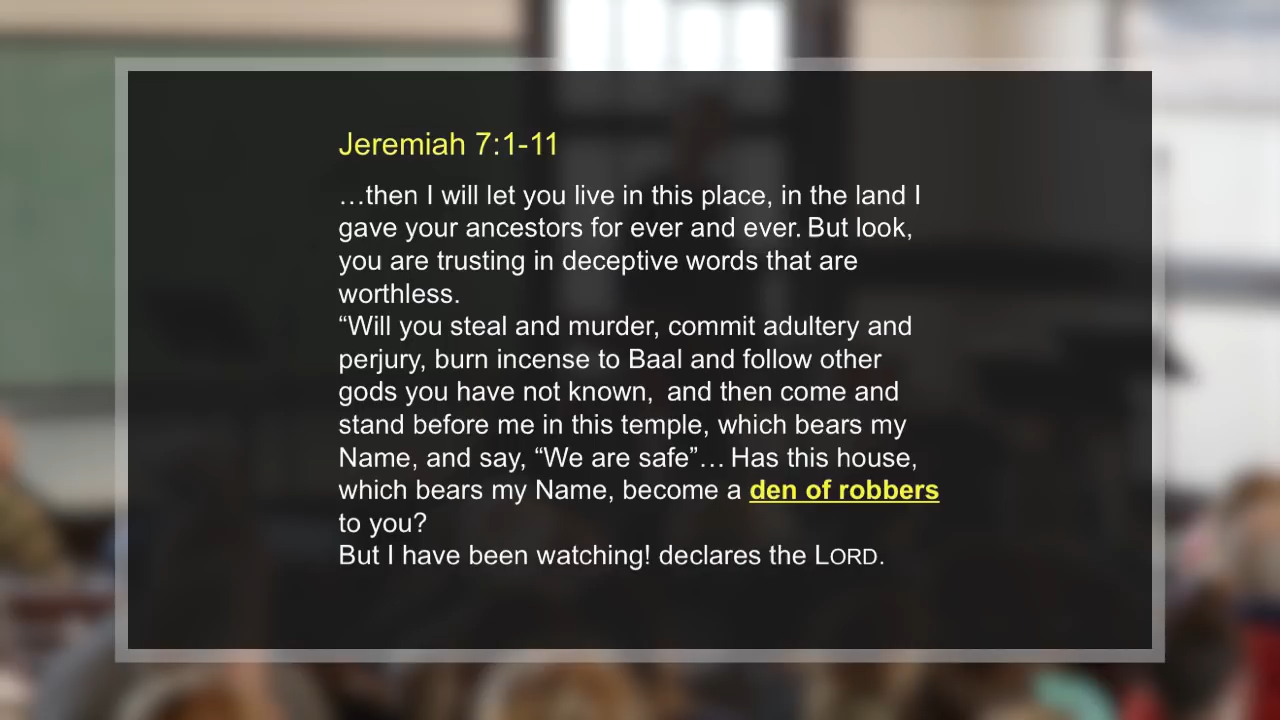 Jeremiah 7:1-11
…then I will let you live in this place, in the land I
gave your ancestors for ever and ever. But look,
you are trusting in deceptive words that are
worthless.
“Will you steal and murder, commit adultery and
perjury, burn incense to Baal and follow other
gods you have not known,  and then come and
stand before me in this temple, which bears my
Name, and say, “We are safe”… Has this house,
which bears my Name, become a den of robbers
to you?
But I have been watching! declares the LORD.